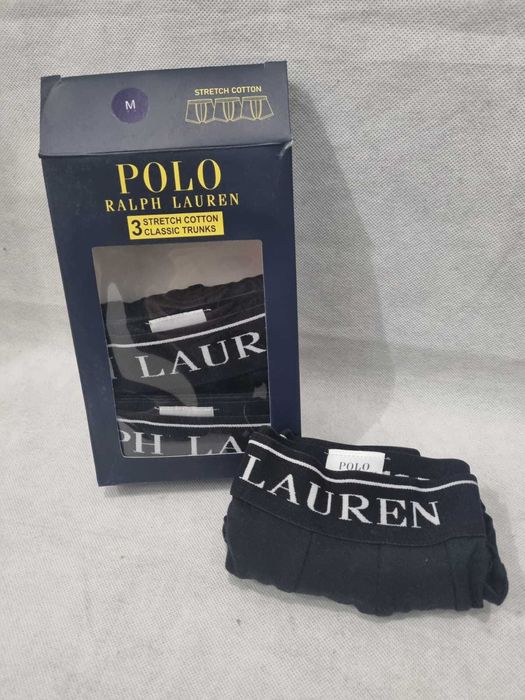 M
STRETCH COTTON
POLO
RALPH LAUREN
3 STRETCH COTTON
CLASSIC TRUNKS
H LAUR
PH LA
POLO
LAUREN